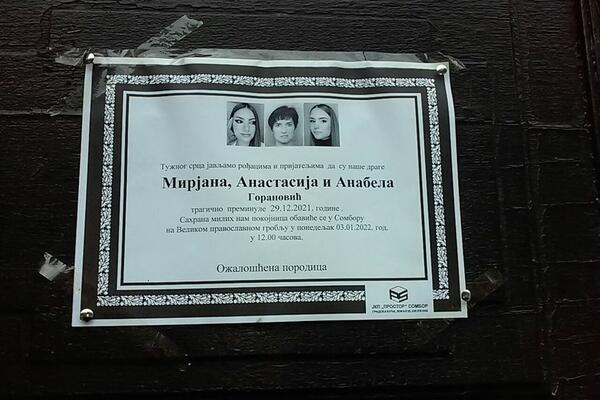 Тужног срца јављамо рођацима и пријатељима да су наше драге
Мирјана, Анастасија и Анабела
Горановић
трагично преминуле 29.12.2021. године.
Сахрана милих нам покојница обавиће се у Сомбору
на Великом православном гробљу у понедељак 03.01.2022. год.
у 12.00 часова.
Ожалошћена породица
ЈКП „ПРОСТОР" СОМБОР